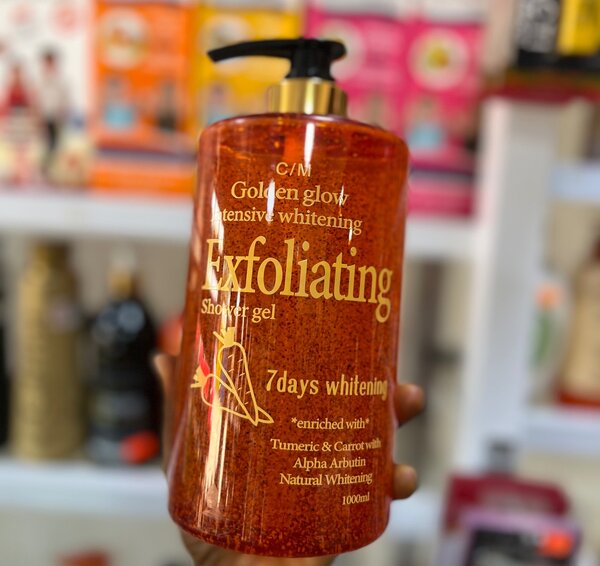 C/M
Golden glow
Intensive whitening
Exfoliating
Shower gel
7days whitening
*enriched with*
Tumeric & Carrot with
Alpha Arbutin
Natural Whitening
1000ml